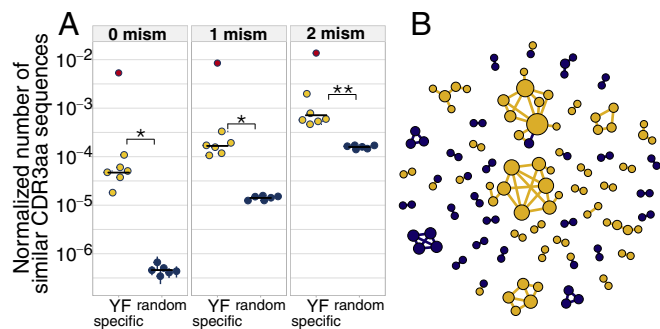 A
B
0 mism
1 mism
2 mism
Normalized number of
similar CDR3aa sequences
10−2
10−3
10−4
10−5
10−6
*
*
**
YF random
specific
YF random
specific
YF random
specific